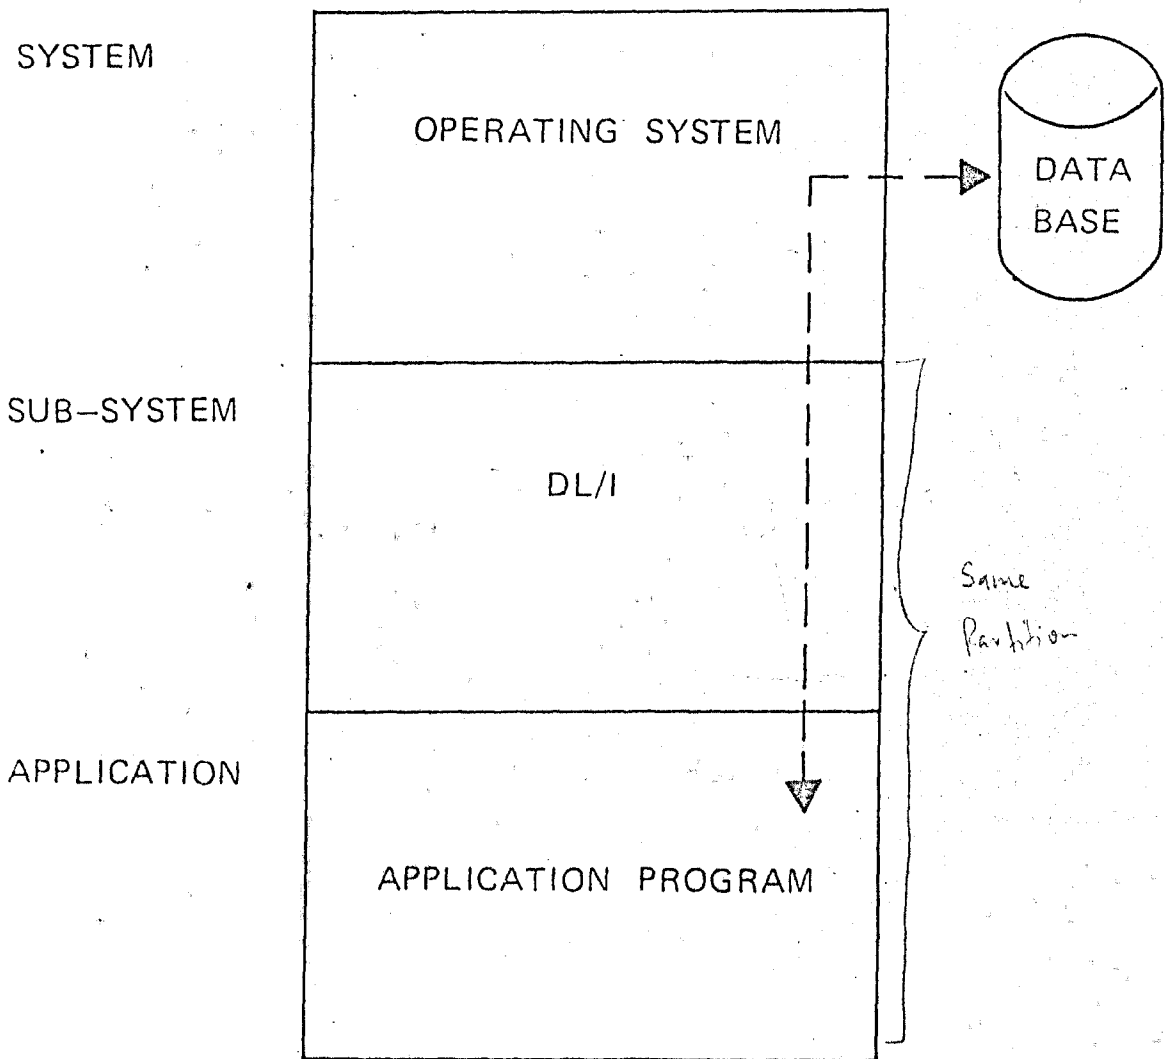 SYSTEM
OPERATING SYSTEM
DATA
BASE
SUB-SYSTEM
DL/I
Same
Partition
APPLICATION
APPLICATION PROGRAM